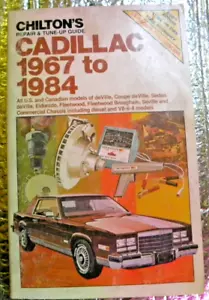 CHILTON'S
REPAIR & TUNE-UP GUIDE
CADILLAC
1967 to
1984
All U.S. and Canadian models of deVille, Coupe deVille, Sedan
deVille, Eldorado, Fleetwood, Fleetwood Brougham, Seville and
Commercial Chassis including diesel and V8-6-4 models